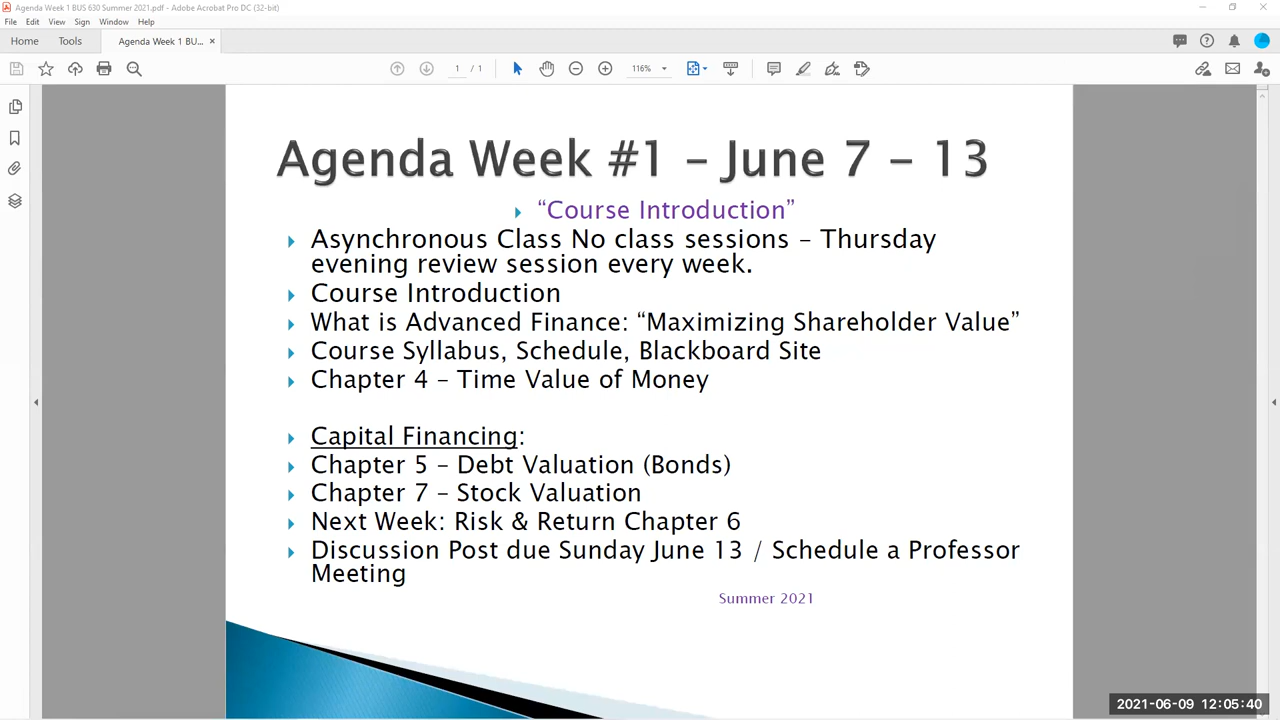 Agenda Week 1 BUS 630 Summer 2021.pdf - Adobe Acrobat Pro DC (32-bit)
File Edit View Sign Window Help
Home Tools Agenda Week 1 BU... ×
1 / 1 116%
Agenda Week #1 – June 7 – 13
“Course Introduction”
Asynchronous Class No class sessions – Thursday
evening review session every week.
Course Introduction
What is Advanced Finance: “Maximizing Shareholder Value”
Course Syllabus, Schedule, Blackboard Site
Chapter 4 – Time Value of Money
Capital Financing:
Chapter 5 – Debt Valuation (Bonds)
Chapter 7 – Stock Valuation
Next Week: Risk & Return Chapter 6
Discussion Post due Sunday June 13 / Schedule a Professor
Meeting
Summer 2021
2021-06-09 12:05:40